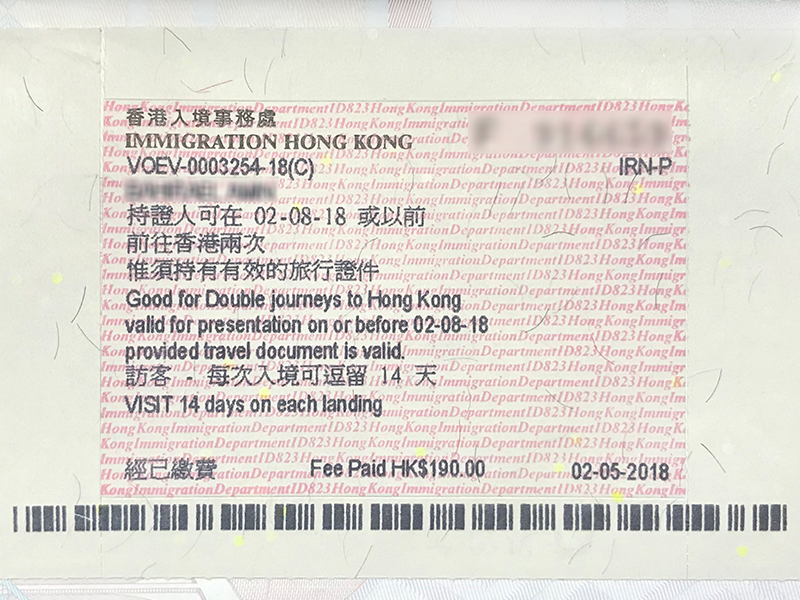 香港入境事務處
IMMIGRATION HONG KONG
VOEV-0003254-18(C) IRN-P
持證人可在 02-08-18 或以前
前往香港兩次
惟須持有有效的旅行證件
Good for Double journeys to Hong Kong
valid for presentation on or before 02-08-18
provided travel document is valid.
訪客 - 每次入境可逗留 14 天
VISIT 14 days on each landing
經已繳費 Fee Paid HK$190.00 02-05-2018